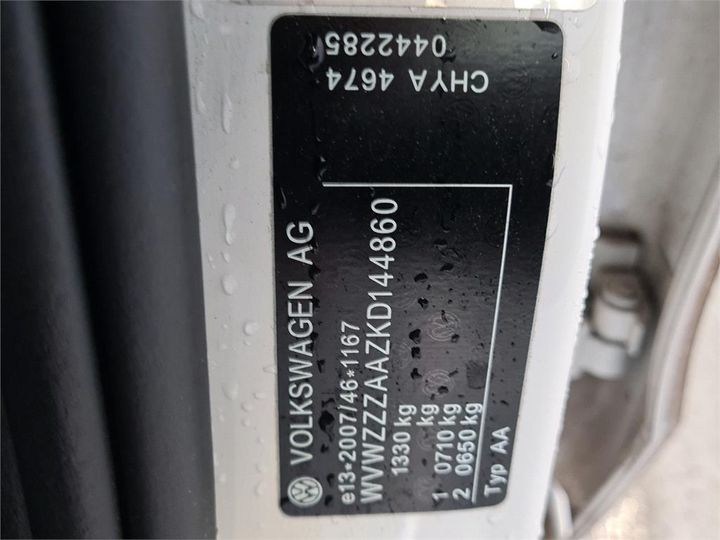 VOLKSWAGEN AG
e13*2007/46*1167
WVWZZZAAZKD144860
1330 kg
kg
1 0710 kg
2 0650 kg
Typ AA
CHYA 4674
0442285